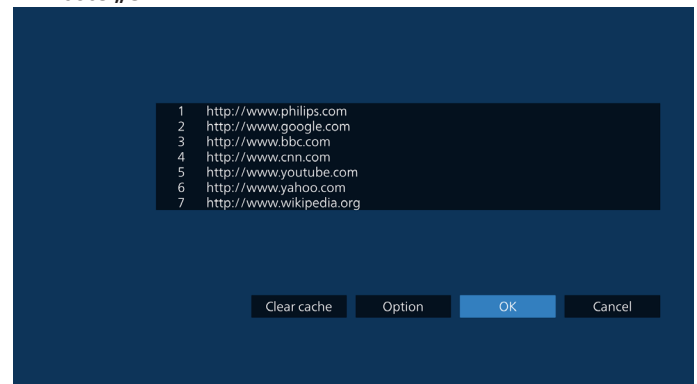 1 http://www.philips.com
2 http://www.google.com
3 http://www.bbc.com
4 http://www.cnn.com
5 http://www.youtube.com
6 http://www.yahoo.com
7 http://www.wikipedia.org
Clear cache Option OK Cancel